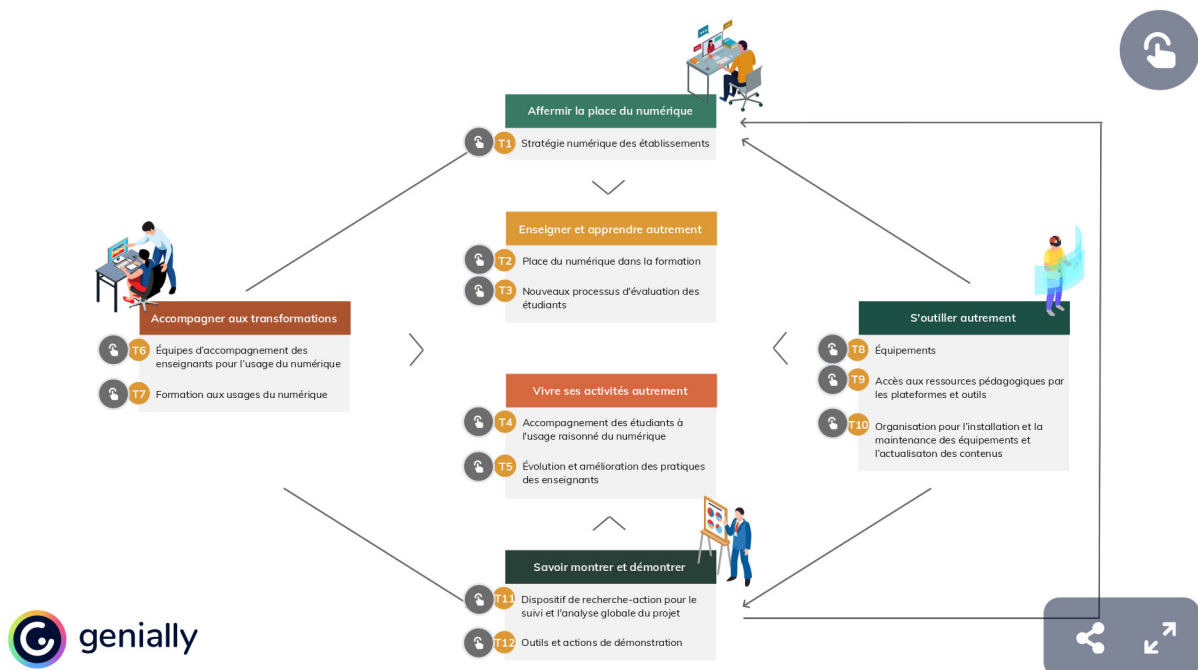 Affermir la place du numérique
T1 Stratégie numérique des établissements
Enseigner et apprendre autrement
T2 Place du numérique dans la formation
T3 Nouveaux processus d'évaluation des
étudiants
Accompagner aux transformations
T6 Équipes d'accompagnement des
enseignants pour l'usage du numérique
T7 Formation aux usages du numérique
S'outiller autrement
T8 Équipements
T9 Accès aux ressources pédagogiques par
les plateformes et outils
T10 Organisation pour l'installation et la
maintenance des équipements et
l'actualisaton des contenus
Vivre ses activités autrement
T4 Accompagnement des étudiants à
l'usage raisonné du numérique
T5 Évolution et amélioration des pratiques
des enseignants
Savoir montrer et démontrer
T11 Dispositif de recherche-action pour le
suivi et l'analyse globale du projet
T12 Outils et actions de démonstration
genially